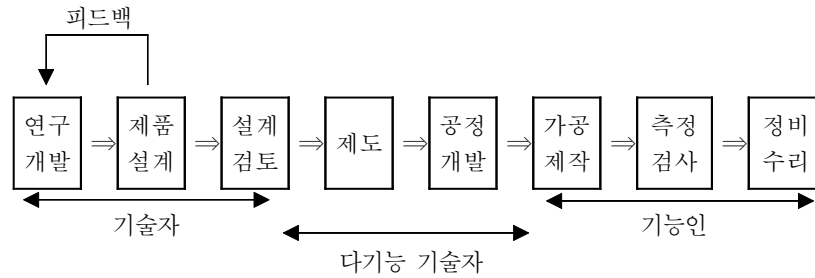 피드백
연구 개발 ⇒ 제품 설계 ⇒ 설계 검토 ⇒ 제도 ⇒ 공정 개발 ⇒ 가공 제작 ⇒ 측정 검사 ⇒ 정비 수리
기술자
기능인
다기능 기술자